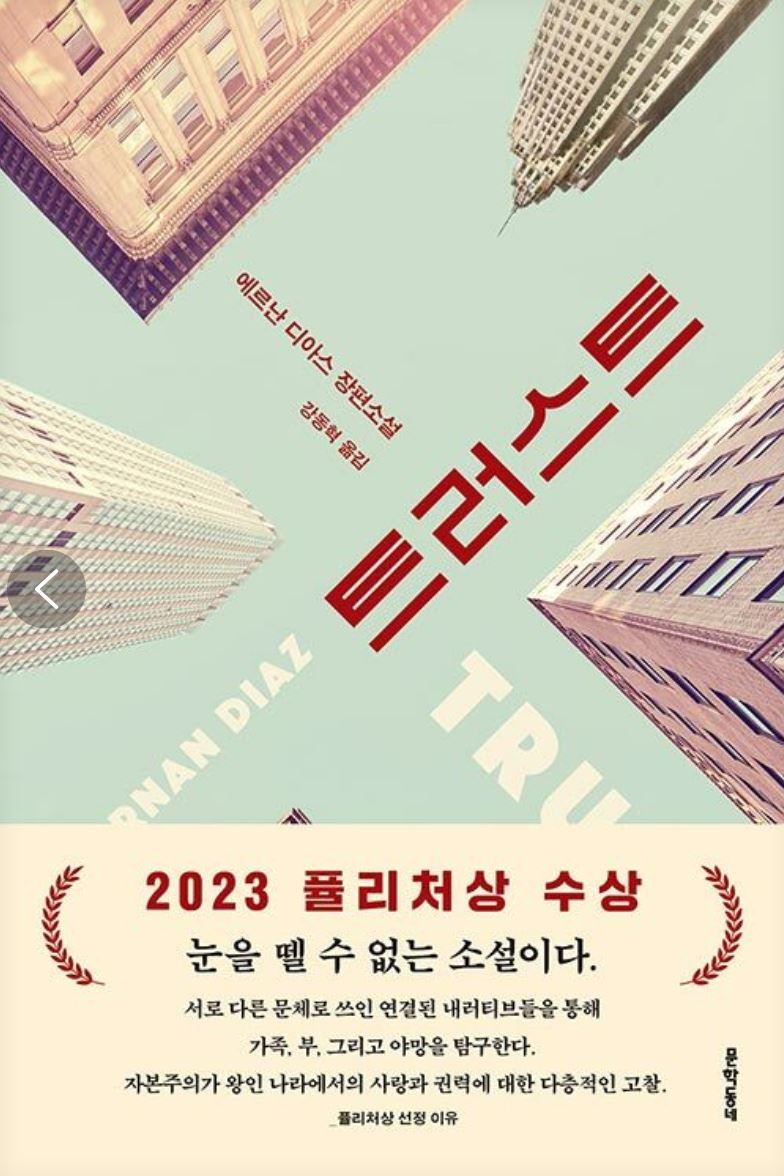 에르난 디아스 장편소설
강동혁 옮김
트러스트
RNAN DIAZ
TRU
2023 퓰리처상 수상
눈을 뗄 수 없는 소설이다.
서로 다른 문체로 쓰인 연결된 내러티브들을 통해
가족, 부, 그리고 야망을 탐구한다.
자본주의가 왕인 나라에서의 사랑과 권력에 대한 다층적인 고찰.
_퓰리처상 선정 이유
문학동네